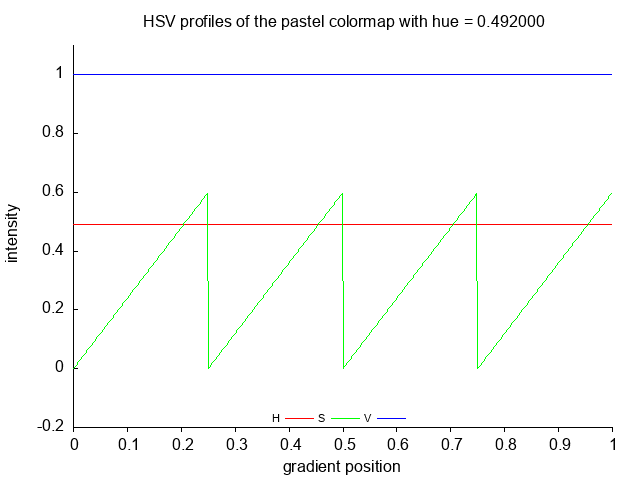 HSV profiles of the pastel colormap with hue = 0.492000
1
0.8
0.6
intensity
0.4
0.2
0
H S V
-0.2
0 0.1 0.2 0.3 0.4 0.5 0.6 0.7 0.8 0.9 1
gradient position